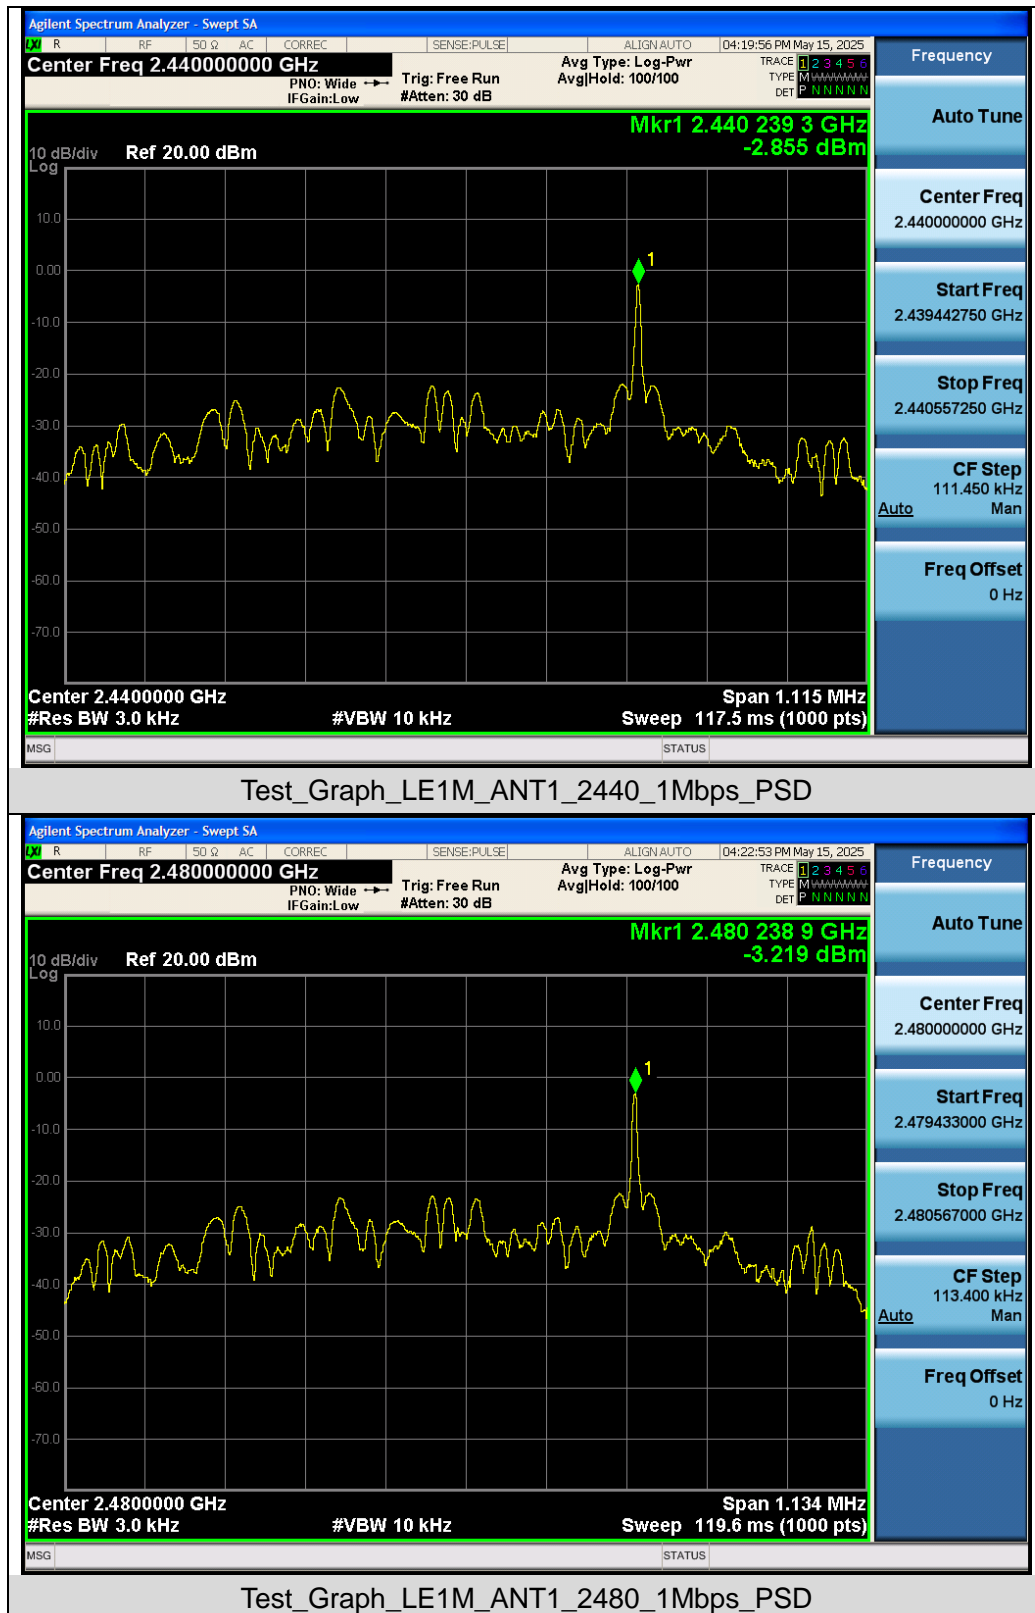 Agilent Spectrum Analyzer - Swept SA
LXI R RF 50 Ω AC CORREC SENSE:PULSE ALIGN AUTO 04:19:56 PM May 15, 2025
Center Freq 2.440000000 GHz
PNO: Wide
IFGain:Low
Trig: Free Run
#Atten: 30 dB
Avg Type: Log-Pwr
Avg|Hold: 100/100
TRACE 1 2 3 4 5 6
TYPE M WWWWW
DET P N N N N N
Mkr1 2.440 239 3 GHz
-2.855 dBm
10 dB/div Ref 20.00 dBm
Log
10.0
0.00
-10.0
-20.0
-30.0
-40.0
-50.0
-60.0
-70.0
1
Center 2.4400000 GHz Span 1.115 MHz
#Res BW 3.0 kHz #VBW 10 kHz Sweep 117.5 ms (1000 pts)
MSG STATUS
Frequency
Auto Tune
Center Freq
2.440000000 GHz
Start Freq
2.439442750 GHz
Stop Freq
2.440557250 GHz
CF Step
111.450 kHz
Auto Man
Freq Offset
0 Hz
Test_Graph_LE1M_ANT1_2440_1Mbps_PSD
Agilent Spectrum Analyzer - Swept SA
LXI R RF 50 Ω AC CORREC SENSE:PULSE ALIGN AUTO 04:22:53 PM May 15, 2025
Center Freq 2.480000000 GHz
PNO: Wide
IFGain:Low
Trig: Free Run
#Atten: 30 dB
Avg Type: Log-Pwr
Avg|Hold: 100/100
TRACE 1 2 3 4 5 6
TYPE M WWWWW
DET P N N N N N
Mkr1 2.480 238 9 GHz
-3.219 dBm
10 dB/div Ref 20.00 dBm
Log
10.0
0.00
-10.0
-20.0
-30.0
-40.0
-50.0
-60.0
-70.0
1
Center 2.4800000 GHz Span 1.134 MHz
#Res BW 3.0 kHz #VBW 10 kHz Sweep 119.6 ms (1000 pts)
MSG STATUS
Frequency
Auto Tune
Center Freq
2.480000000 GHz
Start Freq
2.479433000 GHz
Stop Freq
2.480567000 GHz
CF Step
113.400 kHz
Auto Man
Freq Offset
0 Hz
Test_Graph_LE1M_ANT1_2480_1Mbps_PSD